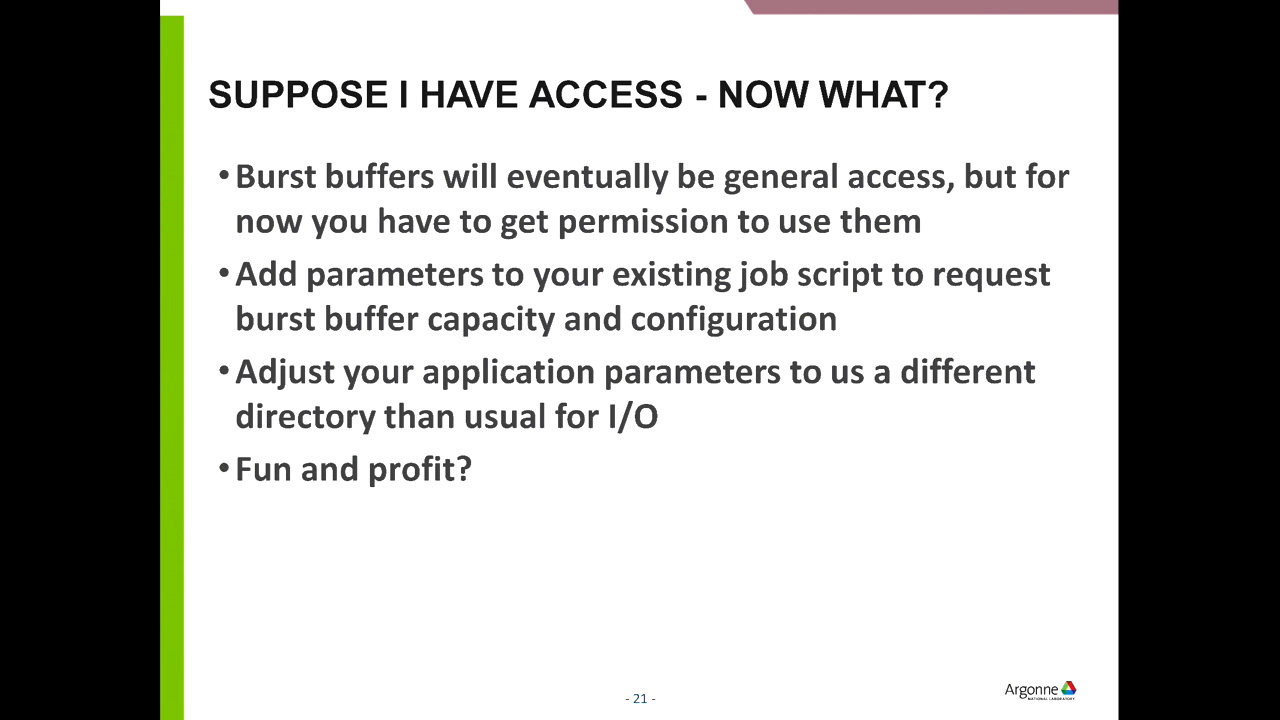 SUPPOSE I HAVE ACCESS - NOW WHAT?
•Burst buffers will eventually be general access, but for
now you have to get permission to use them
•Add parameters to your existing job script to request
burst buffer capacity and configuration
•Adjust your application parameters to us a different
directory than usual for I/O
•Fun and profit?
- 21 -
Argonne
NATIONAL LABORATORY